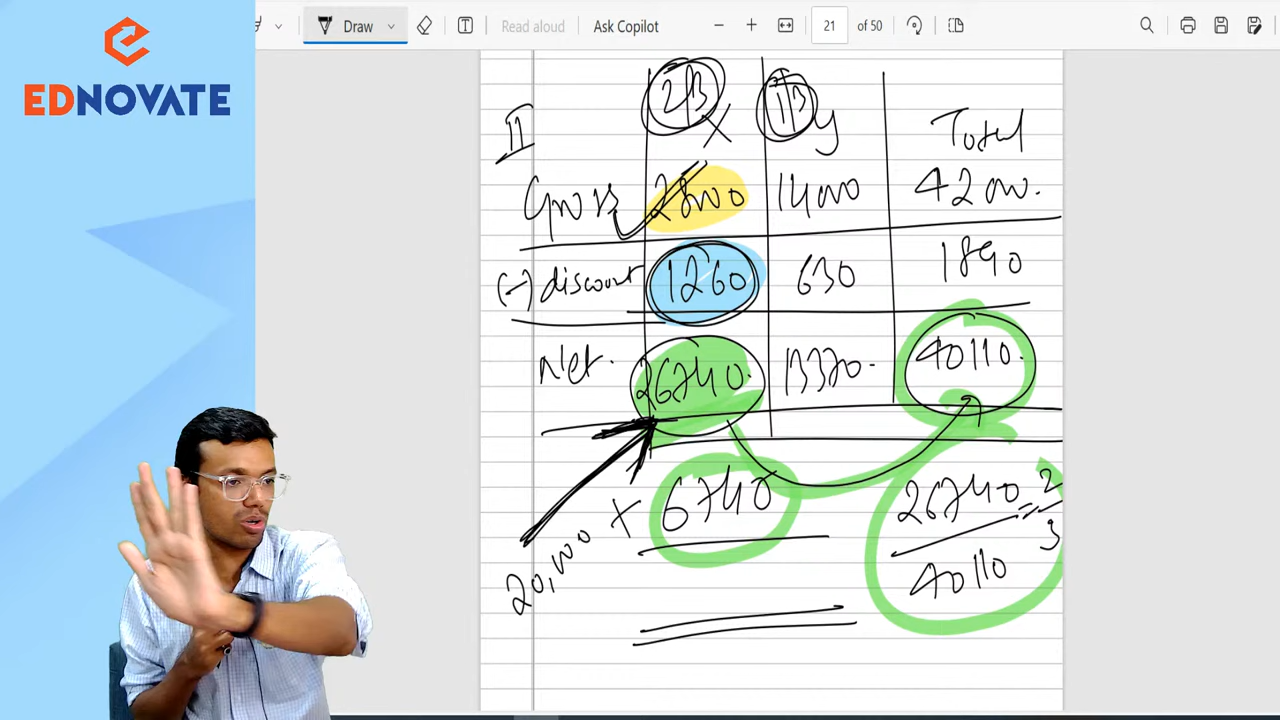 Draw
Read aloud
Ask Copilot
21
of 50
EDNOVATE
2/3
1/3
II
X
y
Total
Gross
28000
14000
42000.
(-) discount
1260
630
1890
Net.
26740.
13370.
40110.
20,000 + 6740
26740
= 2/3
40110